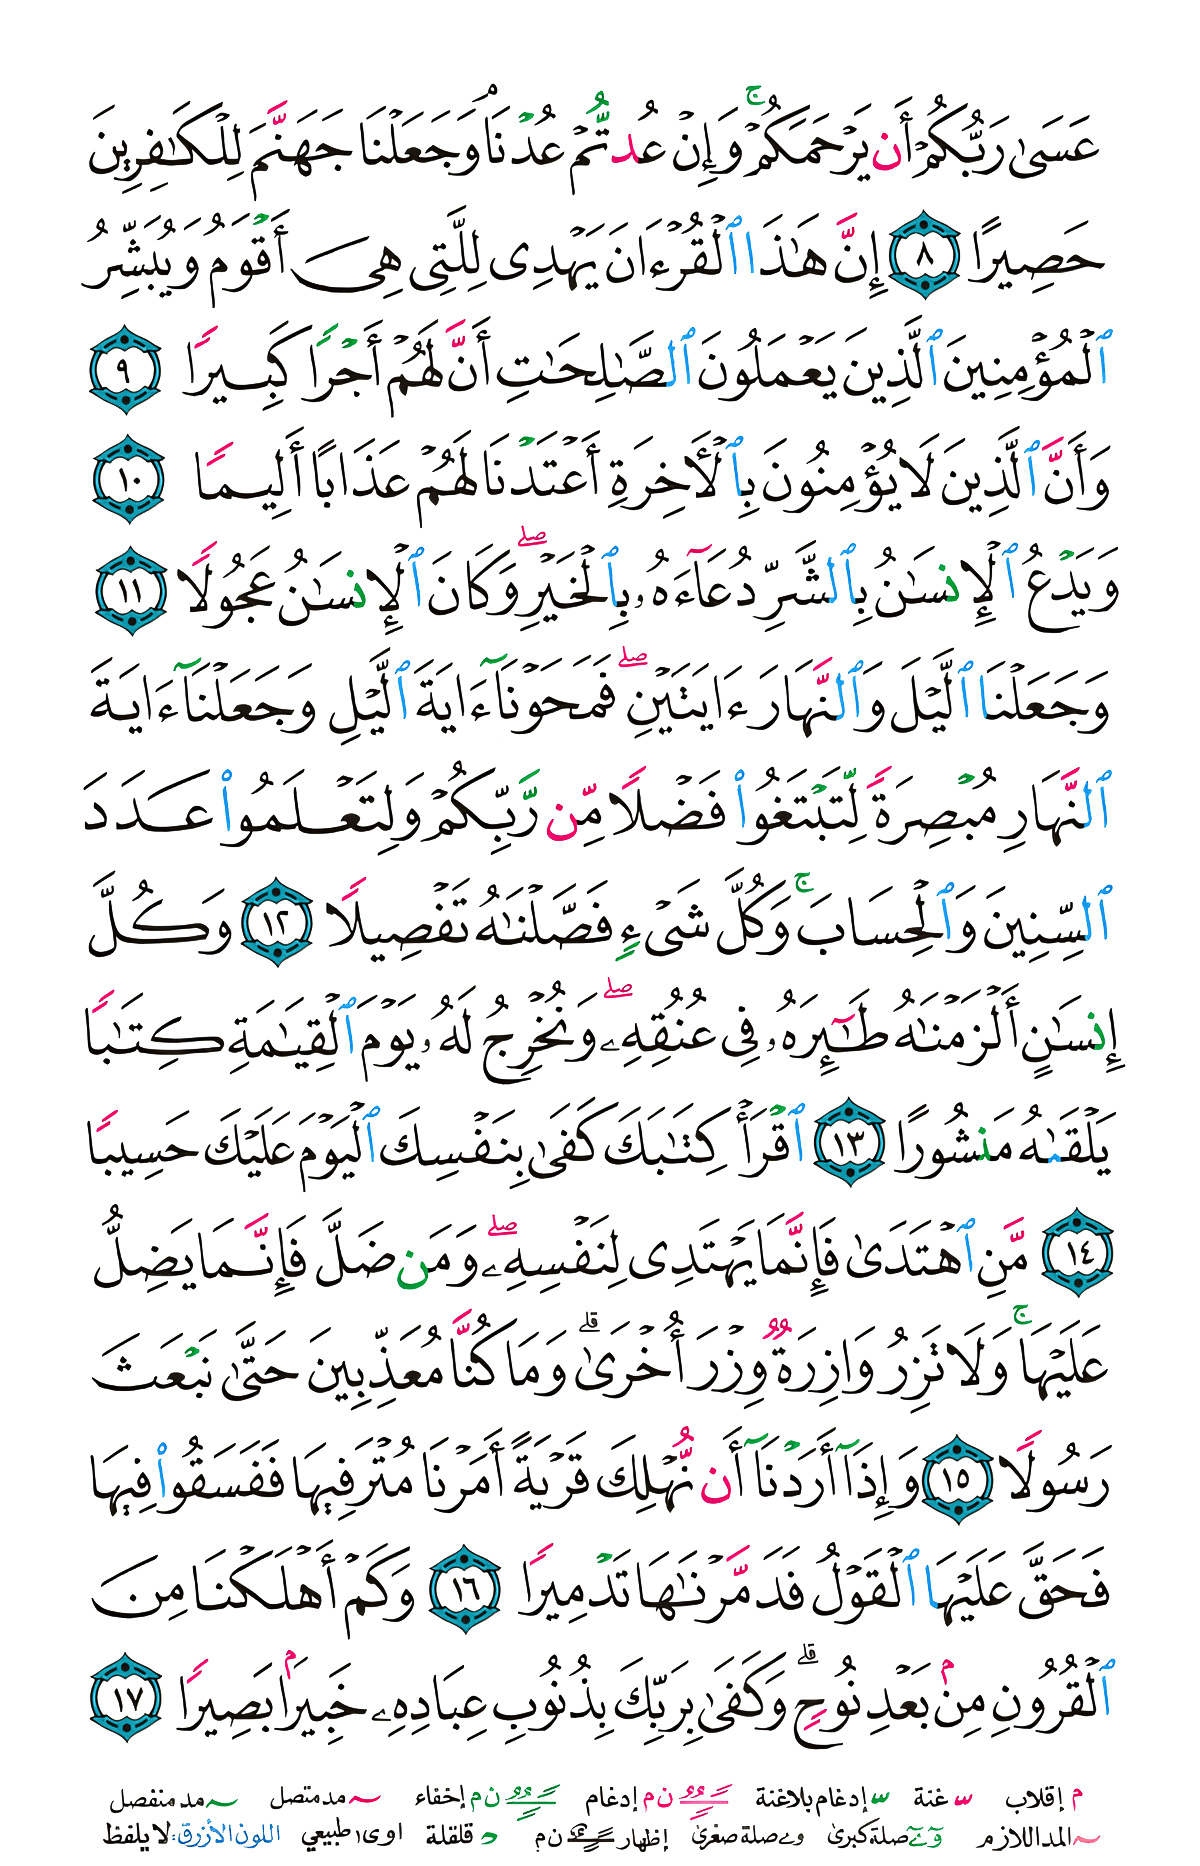 عَسَىٰ رَبُّكُمْ أَن يَرْحَمَكُمْ ۚ وَإِنْ عُدتُّمْ عُدْنَا ۘ وَجَعَلْنَا جَهَنَّمَ لِلْكَـٰفِرِينَ
حَصِيرًا ٨ إِنَّ هَـٰذَا ٱلْقُرْءَانَ يَهْدِى لِلَّتِى هِىَ أَقْوَمُ وَيُبَشِّرُ
ٱلْمُؤْمِنِينَ ٱلَّذِينَ يَعْمَلُونَ ٱلصَّـٰلِحَـٰتِ أَنَّ لَهُمْ أَجْرًا كَبِيرًا ٩
وَأَنَّ ٱلَّذِينَ لَا يُؤْمِنُونَ بِٱلْـَٔاخِرَةِ أَعْتَدْنَا لَهُمْ عَذَابًا أَلِيمًا ١٠
وَيَدْعُ ٱلْإِنسَـٰنُ بِٱلشَّرِّ دُعَآءَهُۥ بِٱلْخَيْرِ ۖ وَكَانَ ٱلْإِنسَـٰنُ عَجُولًا ١١
وَجَعَلْنَا ٱلَّيْلَ وَٱلنَّهَارَ ءَايَتَيْنِ ۖ فَمَحَوْنَآ ءَايَةَ ٱلَّيْلِ وَجَعَلْنَآ ءَايَةَ
ٱلنَّهَارِ مُبْصِرَةً لِّتَبْتَغُوا۟ فَضْلًا مِّن رَّبِّكُمْ وَلِتَعْلَمُوا۟ عَدَدَ
ٱلسِّنِينَ وَٱلْحِسَابَ ۚ وَكُلَّ شَىْءٍ فَصَّلْنَـٰهُ تَفْصِيلًا ١٢ وَكُلَّ
إِنسَـٰنٍ أَلْزَمْنَـٰهُ طَـٰٓئِرَهُۥ فِى عُنُقِهِۦ ۖ وَنُخْرِجُ لَهُۥ يَوْمَ ٱلْقِيَـٰمَةِ كِتَـٰبًا
يَلْقَىٰهُ مَنشُورًا ١٣ ٱقْرَأْ كِتَـٰبَكَ كَفَىٰ بِنَفْسِكَ ٱلْيَوْمَ عَلَيْكَ حَسِيبًا
١٤ مَّنِ ٱهْتَدَىٰ فَإِنَّمَا يَهْتَدِى لِنَفْسِهِۦ ۖ وَمَن ضَلَّ فَإِنَّمَا يَضِلُّ
عَلَيْهَا ۚ وَلَا تَزِرُ وَازِرَةٌ وِزْرَ أُخْرَىٰ ۗ وَمَا كُنَّا مُعَذِّبِينَ حَتَّىٰ نَبْعَثَ
رَسُولًا ١٥ وَإِذَآ أَرَدْنَآ أَن نُّهْلِكَ قَرْيَةً أَمَرْنَا مُتْرَفِيهَا فَفَسَقُوا۟ فِيهَا
فَحَقَّ عَلَيْهَا ٱلْقَوْلُ فَدَمَّرْنَـٰهَا تَدْمِيرًا ١٦ وَكَمْ أَهْلَكْنَا مِنَ
ٱلْقُرُونِ مِنۢ بَعْدِ نُوحٍ ۗ وَكَفَىٰ بِرَبِّكَ بِذُنُوبِ عِبَادِهِۦ خَبِيرَۢا بَصِيرًا ١٧
م إقلاب غنة إدغام بلاغنة ن م إدغام ن م إخفاء مد متصل مد منفصل
المد اللازم صلة كبرى و ے صلة صغرى إظهار ن م قلقلة ا و ى طبيعي اللون الأزرق: لا يلفظ